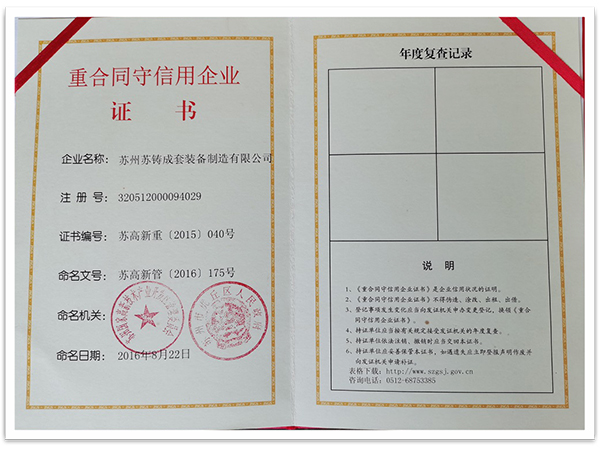 重合同守信用企业
证 书
企业名称：苏州苏铸成套装备制造有限公司
注 册 号：320512000094029
证书编号：苏高新重〔2015〕040号
命名文号：苏高新管〔2016〕175号
命名机关：
命名日期：2016年8月22日
年度复查记录
说 明
1、《重合同守信用企业证书》是企业信用状况的证明。
2、《重合同守信用企业证书》不得伪造、涂改、出租、出借。
3、登记事项发生变化应当向发证机关申办变更登记，换领《重
合同守信用企业证书》。
4、持证单位应当按有关规定接受发证机关的年度复查。
5、持证单位依法注销、撤销时应当交回本证书。
6、持证单位应妥善保管本证书，如遇遗失应立即登报声明作废并
向发证机关申请补证。
表格下载：http://www.szgsj.gov.cn
咨询电话：0512-68753385